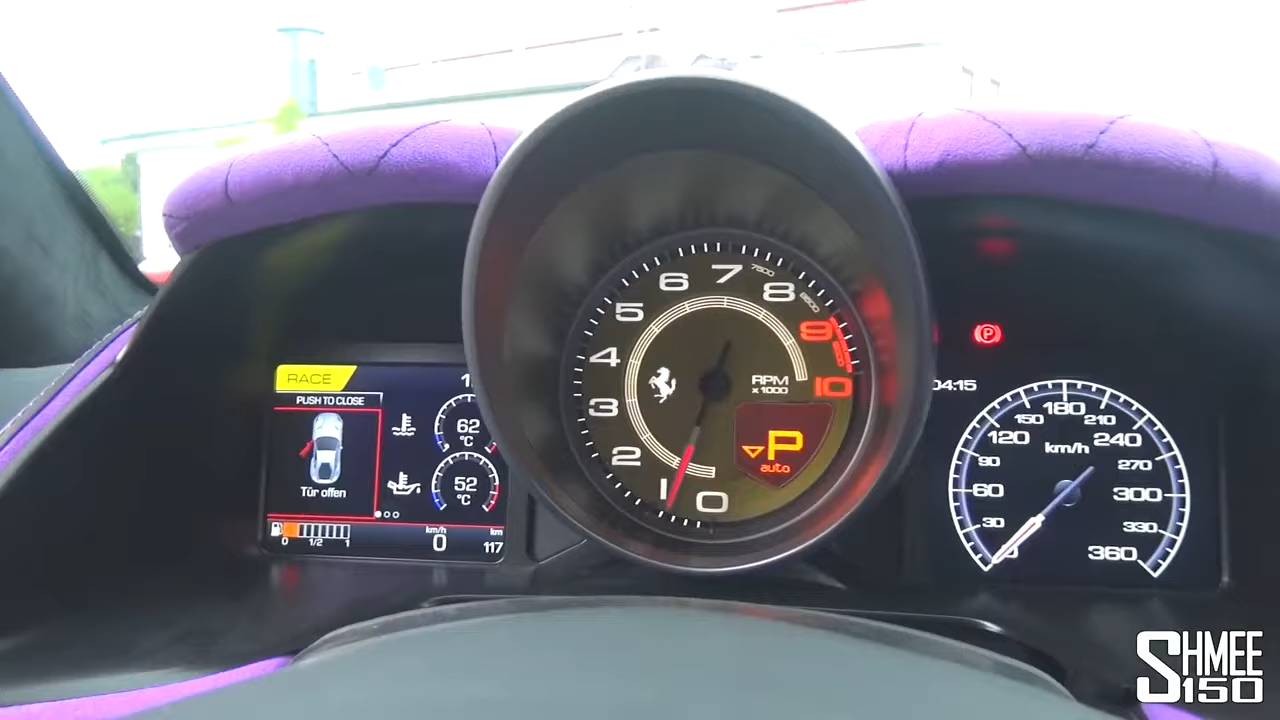 RACE
PUSH TO CLOSE
Tür offen
0 1/2 1
62
°C
52
°C
km/h
0
km
117
0
1
2
3
4
5
6
7
7500
8
8500
9
10
RPM
x1000
P
auto
P
04:15
0
30
60
90
120
150
180
210
240
270
300
330
360
km/h
SHMEE
150